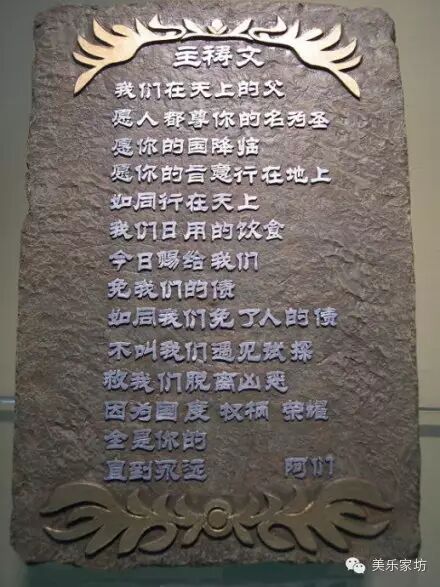 主祷文
我们在天上的父
愿人都尊你的名为圣
愿你的国降临
愿你的旨意行在地上
如同行在天上
我们日用的饮食
今日赐给我们
免我们的债
如同我们免了人的债
不叫我们遇见试探
救我们脱离凶恶
因为国度 权柄 荣耀
全是你的
直到永远 阿们
美乐家坊